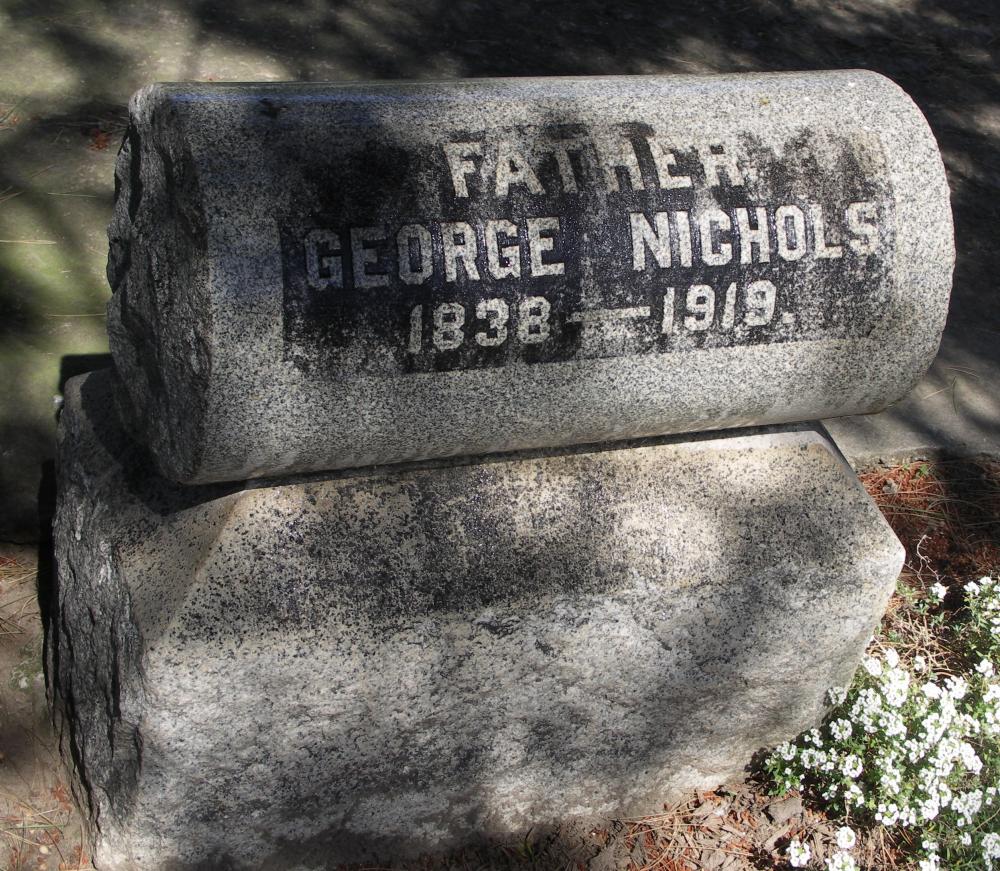 FATHER.
GEORGE NICHOLS
1838 — 1919.